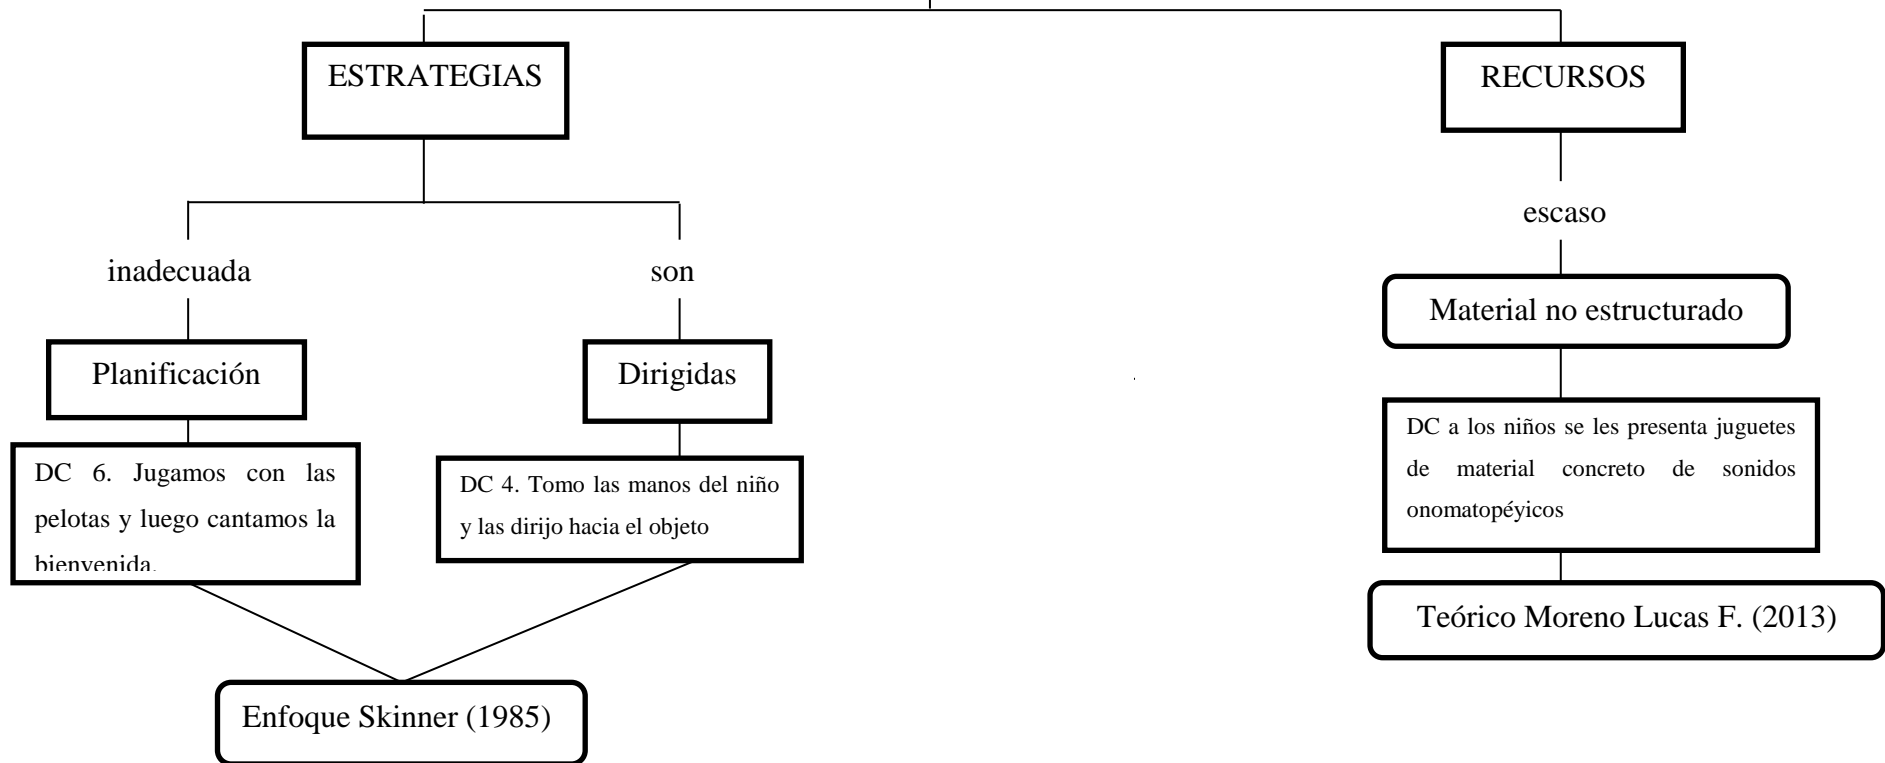 ESTRATEGIAS
RECURSOS
escaso
inadecuada
son
Material no estructurado
Planificación
Dirigidas
DC 6. Jugamos con las
pelotas y luego cantamos la
bienvenida.
DC 4. Tomo las manos del niño
y las dirijo hacia el objeto
DC a los niños se les presenta juguetes
de material concreto de sonidos
onomatopéyicos
Teórico Moreno Lucas F. (2013)
Enfoque Skinner (1985)